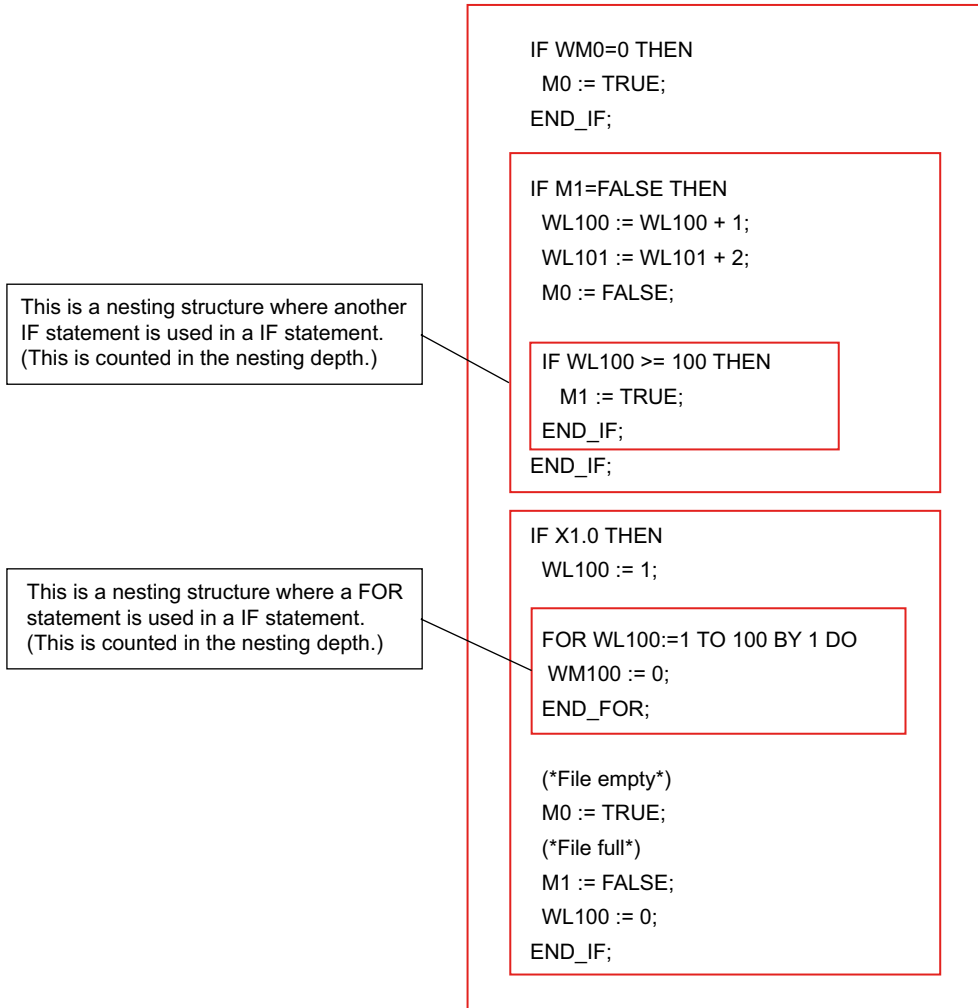 IF WM0=0 THEN
M0 := TRUE;
END_IF;
IF M1=FALSE THEN
WL100 := WL100 + 1;
WL101 := WL101 + 2;
M0 := FALSE;
This is a nesting structure where another
IF statement is used in a IF statement.
(This is counted in the nesting depth.)
IF WL100 >= 100 THEN
M1 := TRUE;
END_IF;
END_IF;
IF X1.0 THEN
WL100 := 1;
This is a nesting structure where a FOR
statement is used in a IF statement.
(This is counted in the nesting depth.)
FOR WL100:=1 TO 100 BY 1 DO
WM100 := 0;
END_FOR;
(*File empty*)
M0 := TRUE;
(*File full*)
M1 := FALSE;
WL100 := 0;
END_IF;